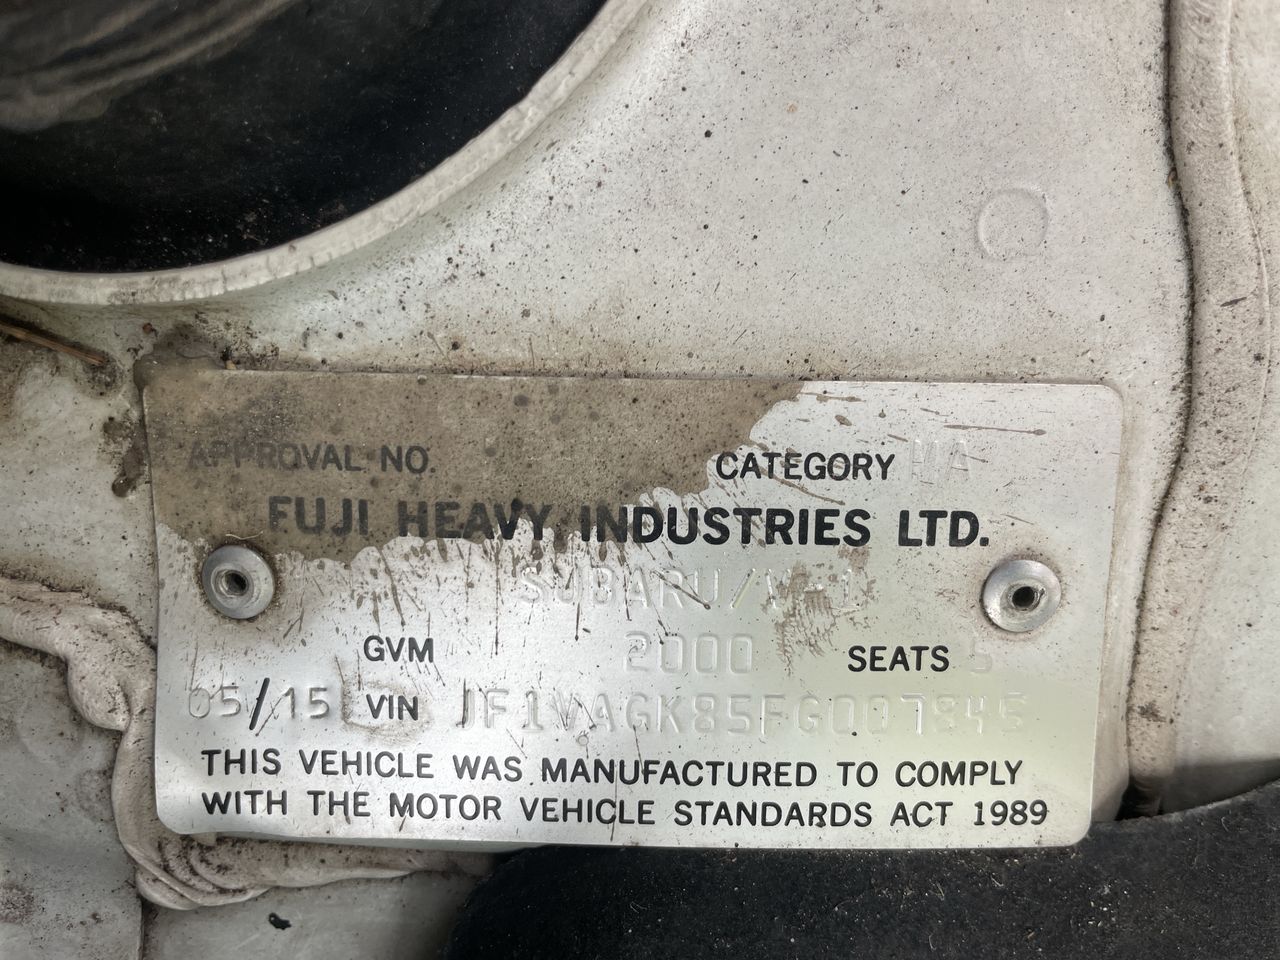 APPROVAL NO. CATEGORY MA
FUJI HEAVY INDUSTRIES LTD.
SUBARU/V-1
GVM 2000 SEATS 5
05/15 VIN JF1VAGK85FG007845
THIS VEHICLE WAS MANUFACTURED TO COMPLY
WITH THE MOTOR VEHICLE STANDARDS ACT 1989